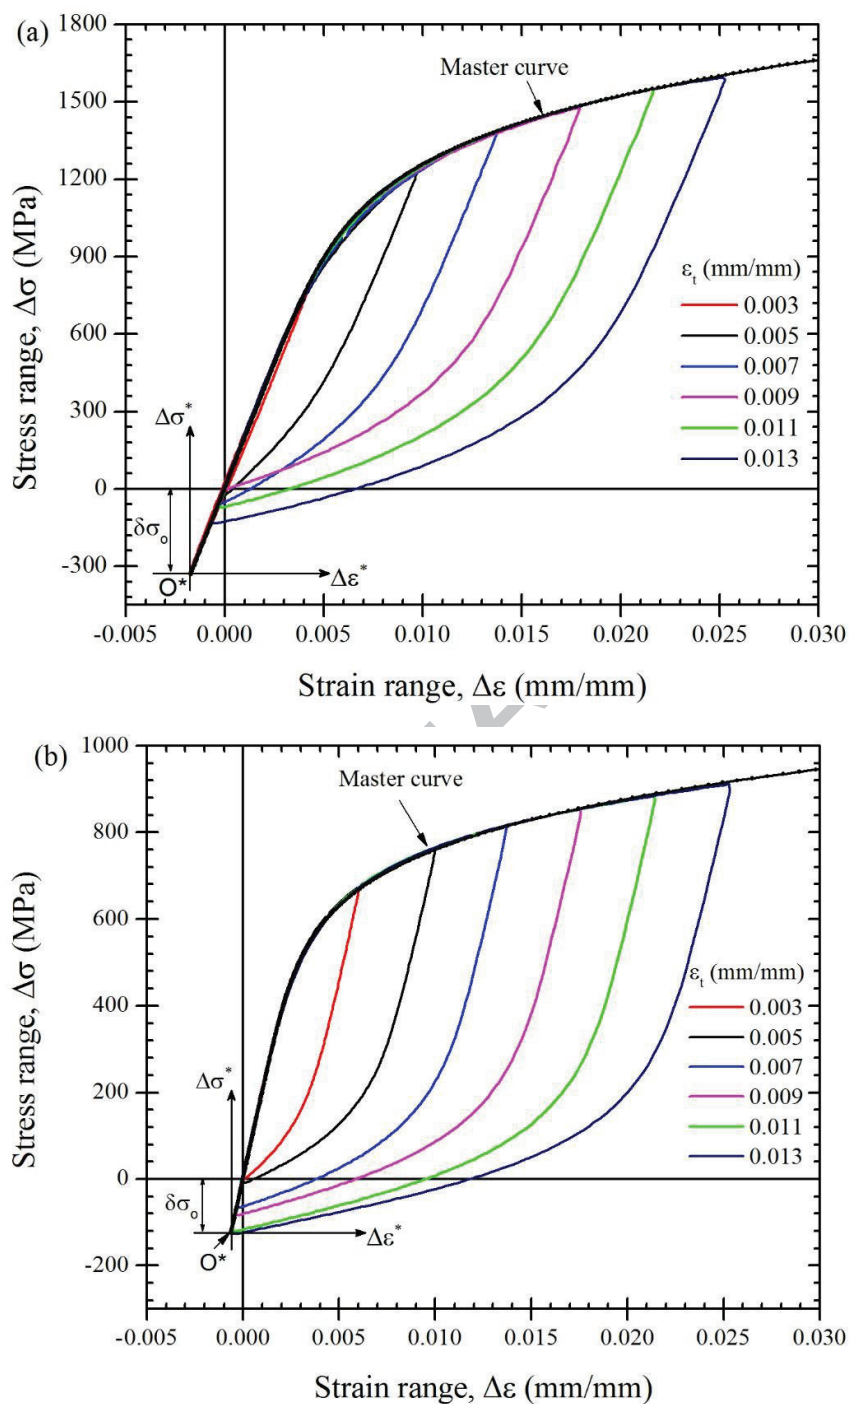 (a)
1800
1500
1200
900
600
300
0
-300
Stress range, Δσ (MPa)
Master curve
ε_t (mm/mm)
0.003
0.005
0.007
0.009
0.011
0.013
Δσ*
δσ_o
O*
Δε*
-0.005 0.000 0.005 0.010 0.015 0.020 0.025 0.030
Strain range, Δε (mm/mm)
(b)
1000
800
600
400
200
0
-200
Stress range, Δσ (MPa)
Master curve
ε_t (mm/mm)
0.003
0.005
0.007
0.009
0.011
0.013
Δσ*
δσ_o
O*
Δε*
-0.005 0.000 0.005 0.010 0.015 0.020 0.025 0.030
Strain range, Δε (mm/mm)